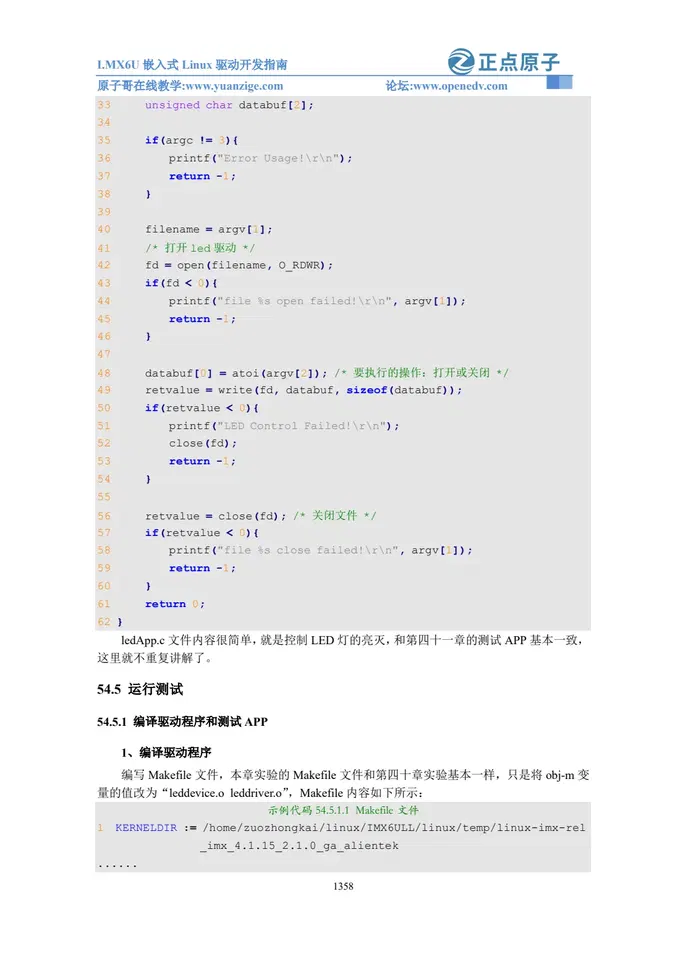 I.MX6U 嵌入式 Linux 驱动开发指南
正点原子
原子哥在线教学:www.yuanzige.com 论坛:www.openedv.com
33 unsigned char databuf[2];
34
35 if(argc != 3){
36 printf("Error Usage!\r\n");
37 return -1;
38 }
39
40 filename = argv[1];
41 /* 打开 led 驱动 */
42 fd = open(filename, O_RDWR);
43 if(fd < 0){
44 printf("file %s open failed!\r\n", argv[1]);
45 return -1;
46 }
47
48 databuf[0] = atoi(argv[2]); /* 要执行的操作：打开或关闭 */
49 retvalue = write(fd, databuf, sizeof(databuf));
50 if(retvalue < 0){
51 printf("LED Control Failed!\r\n");
52 close(fd);
53 return -1;
54 }
55
56 retvalue = close(fd); /* 关闭文件 */
57 if(retvalue < 0){
58 printf("file %s close failed!\r\n", argv[1]);
59 return -1;
60 }
61 return 0;
62 }
ledApp.c 文件内容很简单，就是控制 LED 灯的亮灭，和第四十一章的测试 APP 基本一致，
这里就不重复讲解了。
54.5 运行测试
54.5.1 编译驱动程序和测试 APP
1、编译驱动程序
编写 Makefile 文件，本章实验的 Makefile 文件和第四十章实验基本一样，只是将 obj-m 变
量的值改为“leddevice.o leddriver.o”，Makefile 内容如下所示：
示例代码 54.5.1.1 Makefile 文件
1 KERNELDIR := /home/zuozhongkai/linux/IMX6ULL/linux/temp/linux-imx-rel
_imx_4.1.15_2.1.0_ga_alientek
......
1358